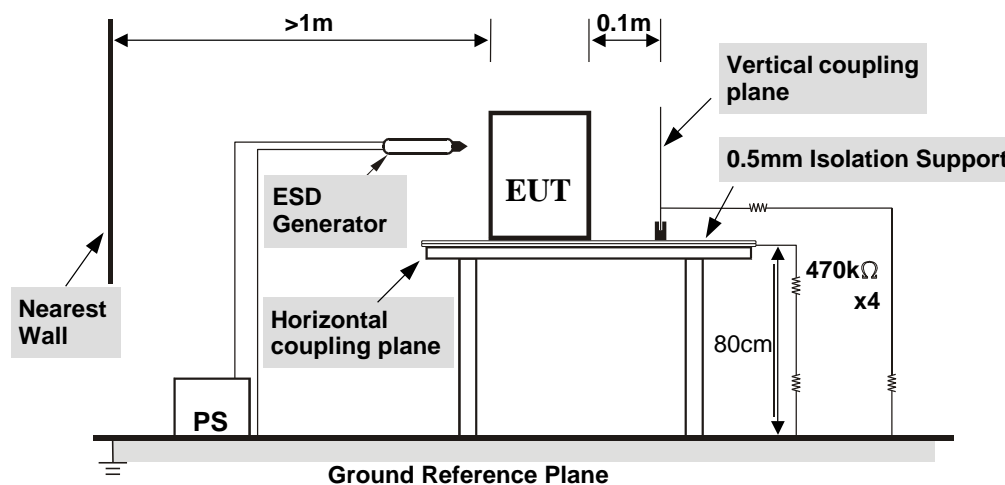 >1m
0.1m
Vertical coupling
plane
0.5mm Isolation Support
ESD
Generator
EUT
Nearest
Wall
Horizontal
coupling plane
470kΩ
x4
80cm
PS
Ground Reference Plane